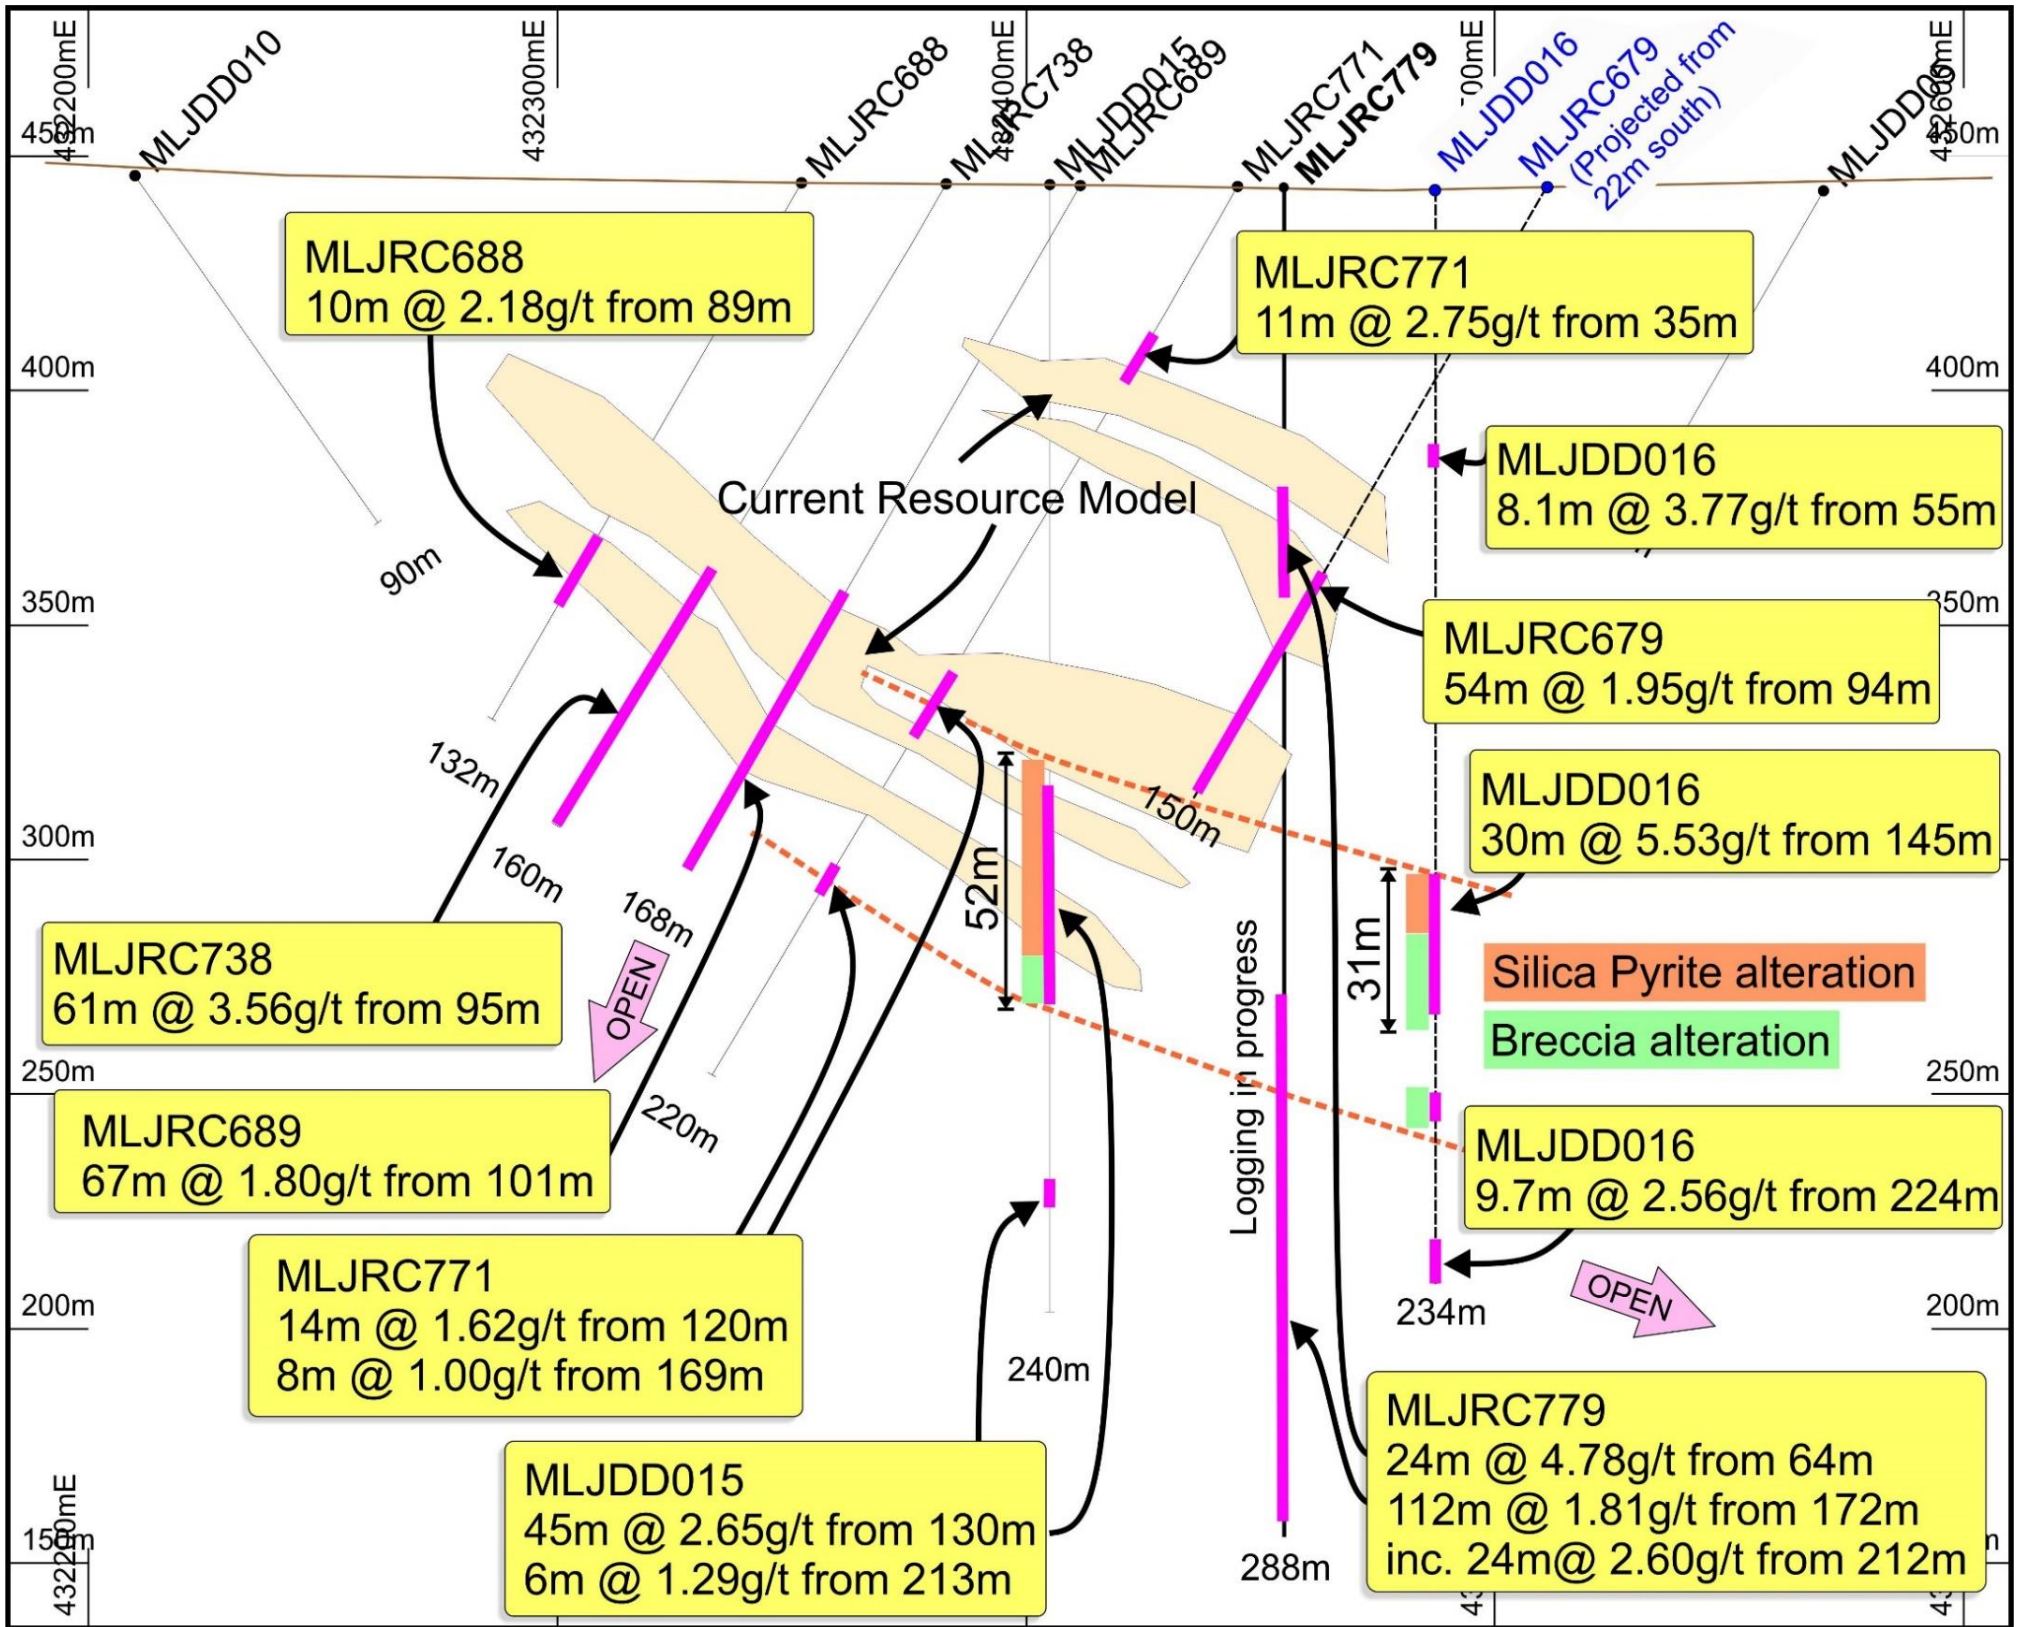 432200mE
432300mE
432400mE
432600mE
MLJDD010
MLJRC688
MLJRC738
MLJDD015
MLJRC689
MLJRC771
MLJRC779
MLJDD016
MLJRC679
(Projected from
22m south)
450m
450m
MLJRC688
10m @ 2.18g/t from 89m
MLJRC771
11m @ 2.75g/t from 35m
400m
400m
MLJDD016
8.1m @ 3.77g/t from 55m
Current Resource Model
90m
350m
350m
MLJRC679
54m @ 1.95g/t from 94m
132m
150m
MLJDD016
30m @ 5.53g/t from 145m
300m
160m
168m
52m
31m
MLJRC738
61m @ 3.56g/t from 95m
OPEN
Logging in progress
Silica Pyrite alteration
Breccia alteration
250m
250m
MLJRC689
67m @ 1.80g/t from 101m
220m
MLJDD016
9.7m @ 2.56g/t from 224m
MLJRC771
14m @ 1.62g/t from 120m
8m @ 1.00g/t from 169m
200m
200m
OPEN
234m
240m
MLJRC779
24m @ 4.78g/t from 64m
112m @ 1.81g/t from 172m
inc. 24m@ 2.60g/t from 212m
MLJDD015
45m @ 2.65g/t from 130m
6m @ 1.29g/t from 213m
150m
432200mE
288m